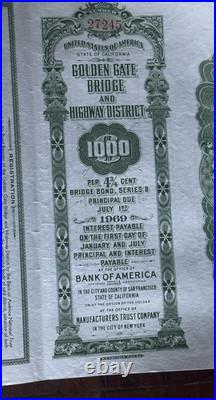 27245
UNITED STATES OF AMERICA
STATE OF CALIFORNIA
GOLDEN GATE
BRIDGE
AND
HIGHWAY DISTRICT
1000
PER 4¾ CENT
BRIDGE BOND, SERIES B
PRINCIPAL DUE
JULY 1ST
1969
INTEREST PAYABLE
ON THE FIRST DAY OF
JANUARY, AND JULY
PRINCIPAL AND INTEREST
PAYABLE
AT THE OFFICE OF
BANK OF AMERICA
IN THE CITY AND COUNTY OF SAN FRANCISCO
STATE OF CALIFORNIA
OR AT THE OPTION OF THE HOLDER
AT THE OFFICE OF
MANUFACTURERS TRUST COMPANY
IN THE CITY OF NEW YORK
REGISTRATION